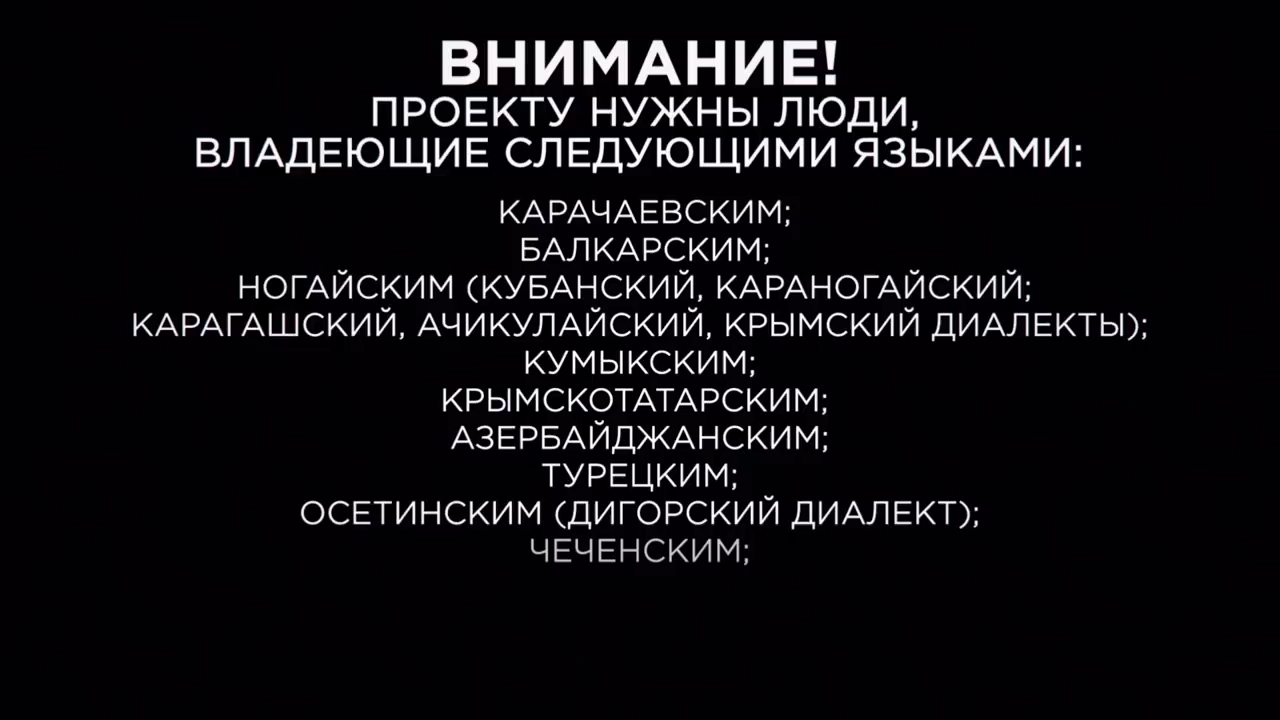 ВНИМАНИЕ!
ПРОЕКТУ НУЖНЫ ЛЮДИ,
ВЛАДЕЮЩИЕ СЛЕДУЮЩИМИ ЯЗЫКАМИ:
КАРАЧАЕВСКИМ;
БАЛКАРСКИМ;
НОГАЙСКИМ (КУБАНСКИЙ, КАРАНОГАЙСКИЙ;
КАРАГАШСКИЙ, АЧИКУЛАЙСКИЙ, КРЫМСКИЙ ДИАЛЕКТЫ);
КУМЫКСКИМ;
КРЫМСКОТАТАРСКИМ;
АЗЕРБАЙДЖАНСКИМ;
ТУРЕЦКИМ;
ОСЕТИНСКИМ (ДИГОРСКИЙ ДИАЛЕКТ);
ЧЕЧЕНСКИМ;